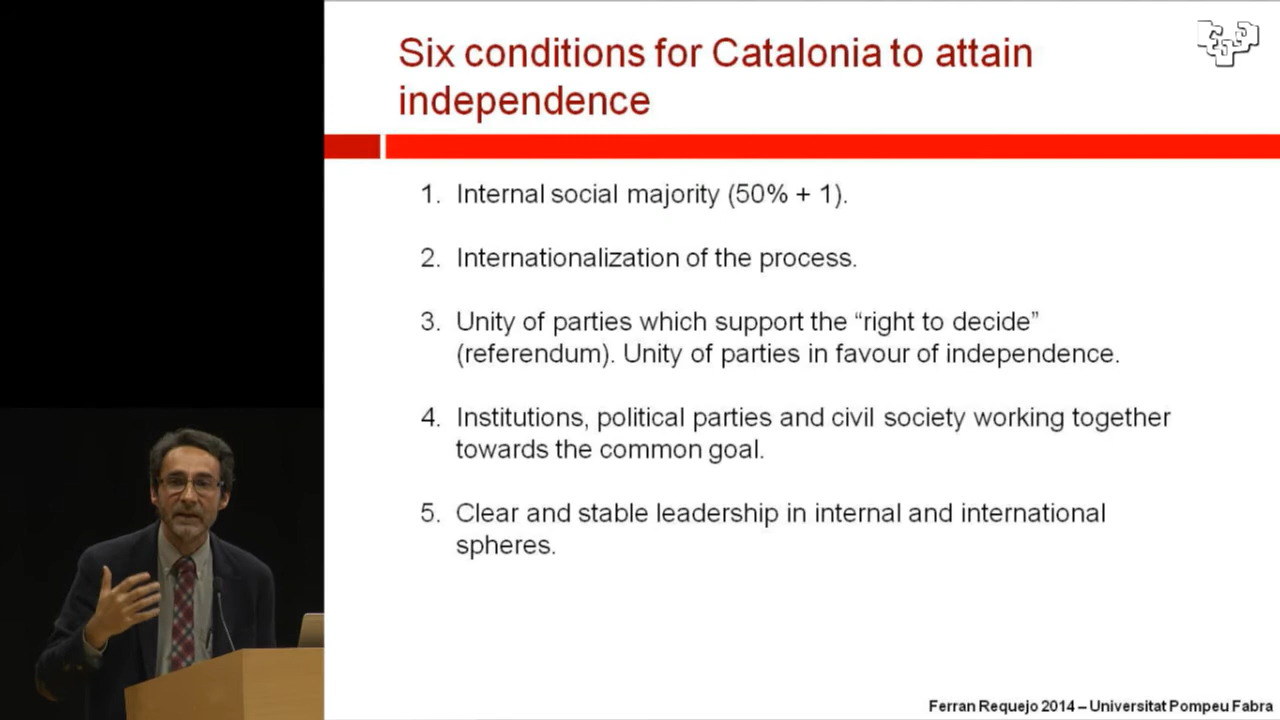 Six conditions for Catalonia to attain
independence
1. Internal social majority (50% + 1).
2. Internationalization of the process.
3. Unity of parties which support the “right to decide”
(referendum). Unity of parties in favour of independence.
4. Institutions, political parties and civil society working together
towards the common goal.
5. Clear and stable leadership in internal and international
spheres.
Ferran Requejo 2014 – Universitat Pompeu Fabra